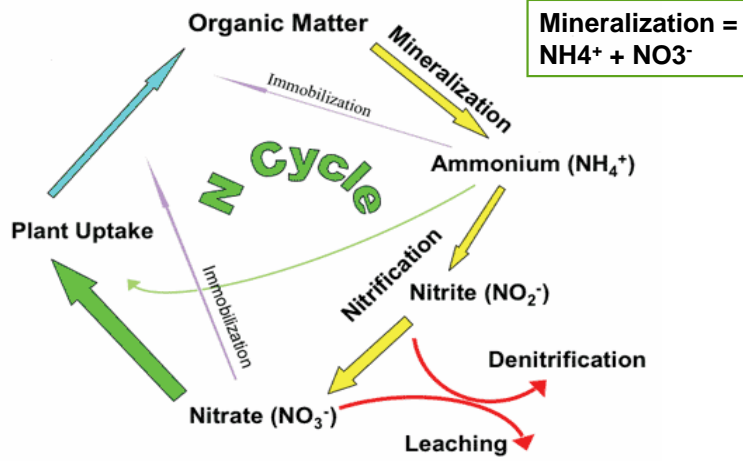 Mineralization =
NH4⁺ + NO3⁻
Organic Matter
Mineralization
Immobilization
Ammonium (NH₄⁺)
N Cycle
Plant Uptake
Nitrification
Immobilization
Nitrite (NO₂⁻)
Denitrification
Nitrate (NO₃⁻)
Leaching